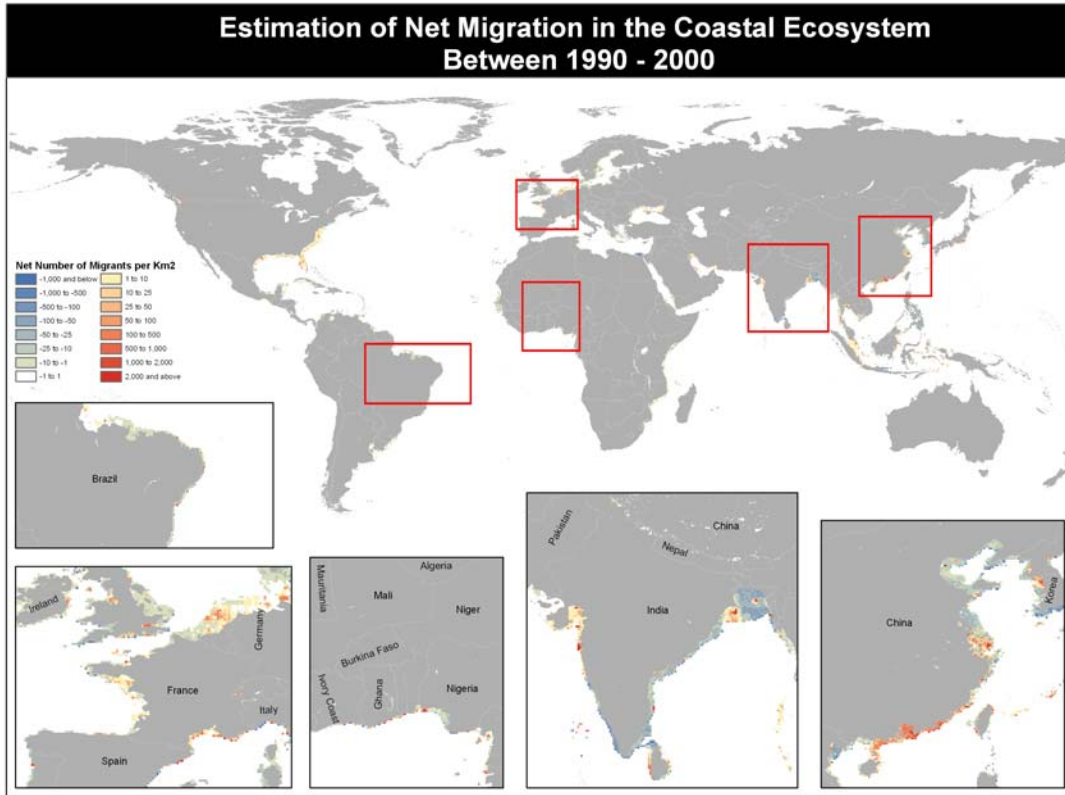 Estimation of Net Migration in the Coastal Ecosystem
Between 1990 - 2000
Net Number of Migrants per Km2
-1,000 and below
-1,000 to -500
-500 to -100
-100 to -50
-50 to -25
-25 to -10
-10 to -1
-1 to 1
1 to 10
10 to 25
25 to 50
50 to 100
100 to 500
500 to 1,000
1,000 to 2,000
2,000 and above
Brazil
Ireland
Germany
France
Italy
Spain
Mauritania
Algeria
Mali
Niger
Burkina Faso
Ivory Coast
Ghana
Nigeria
Pakistan
China
Nepal
India
China
Korea